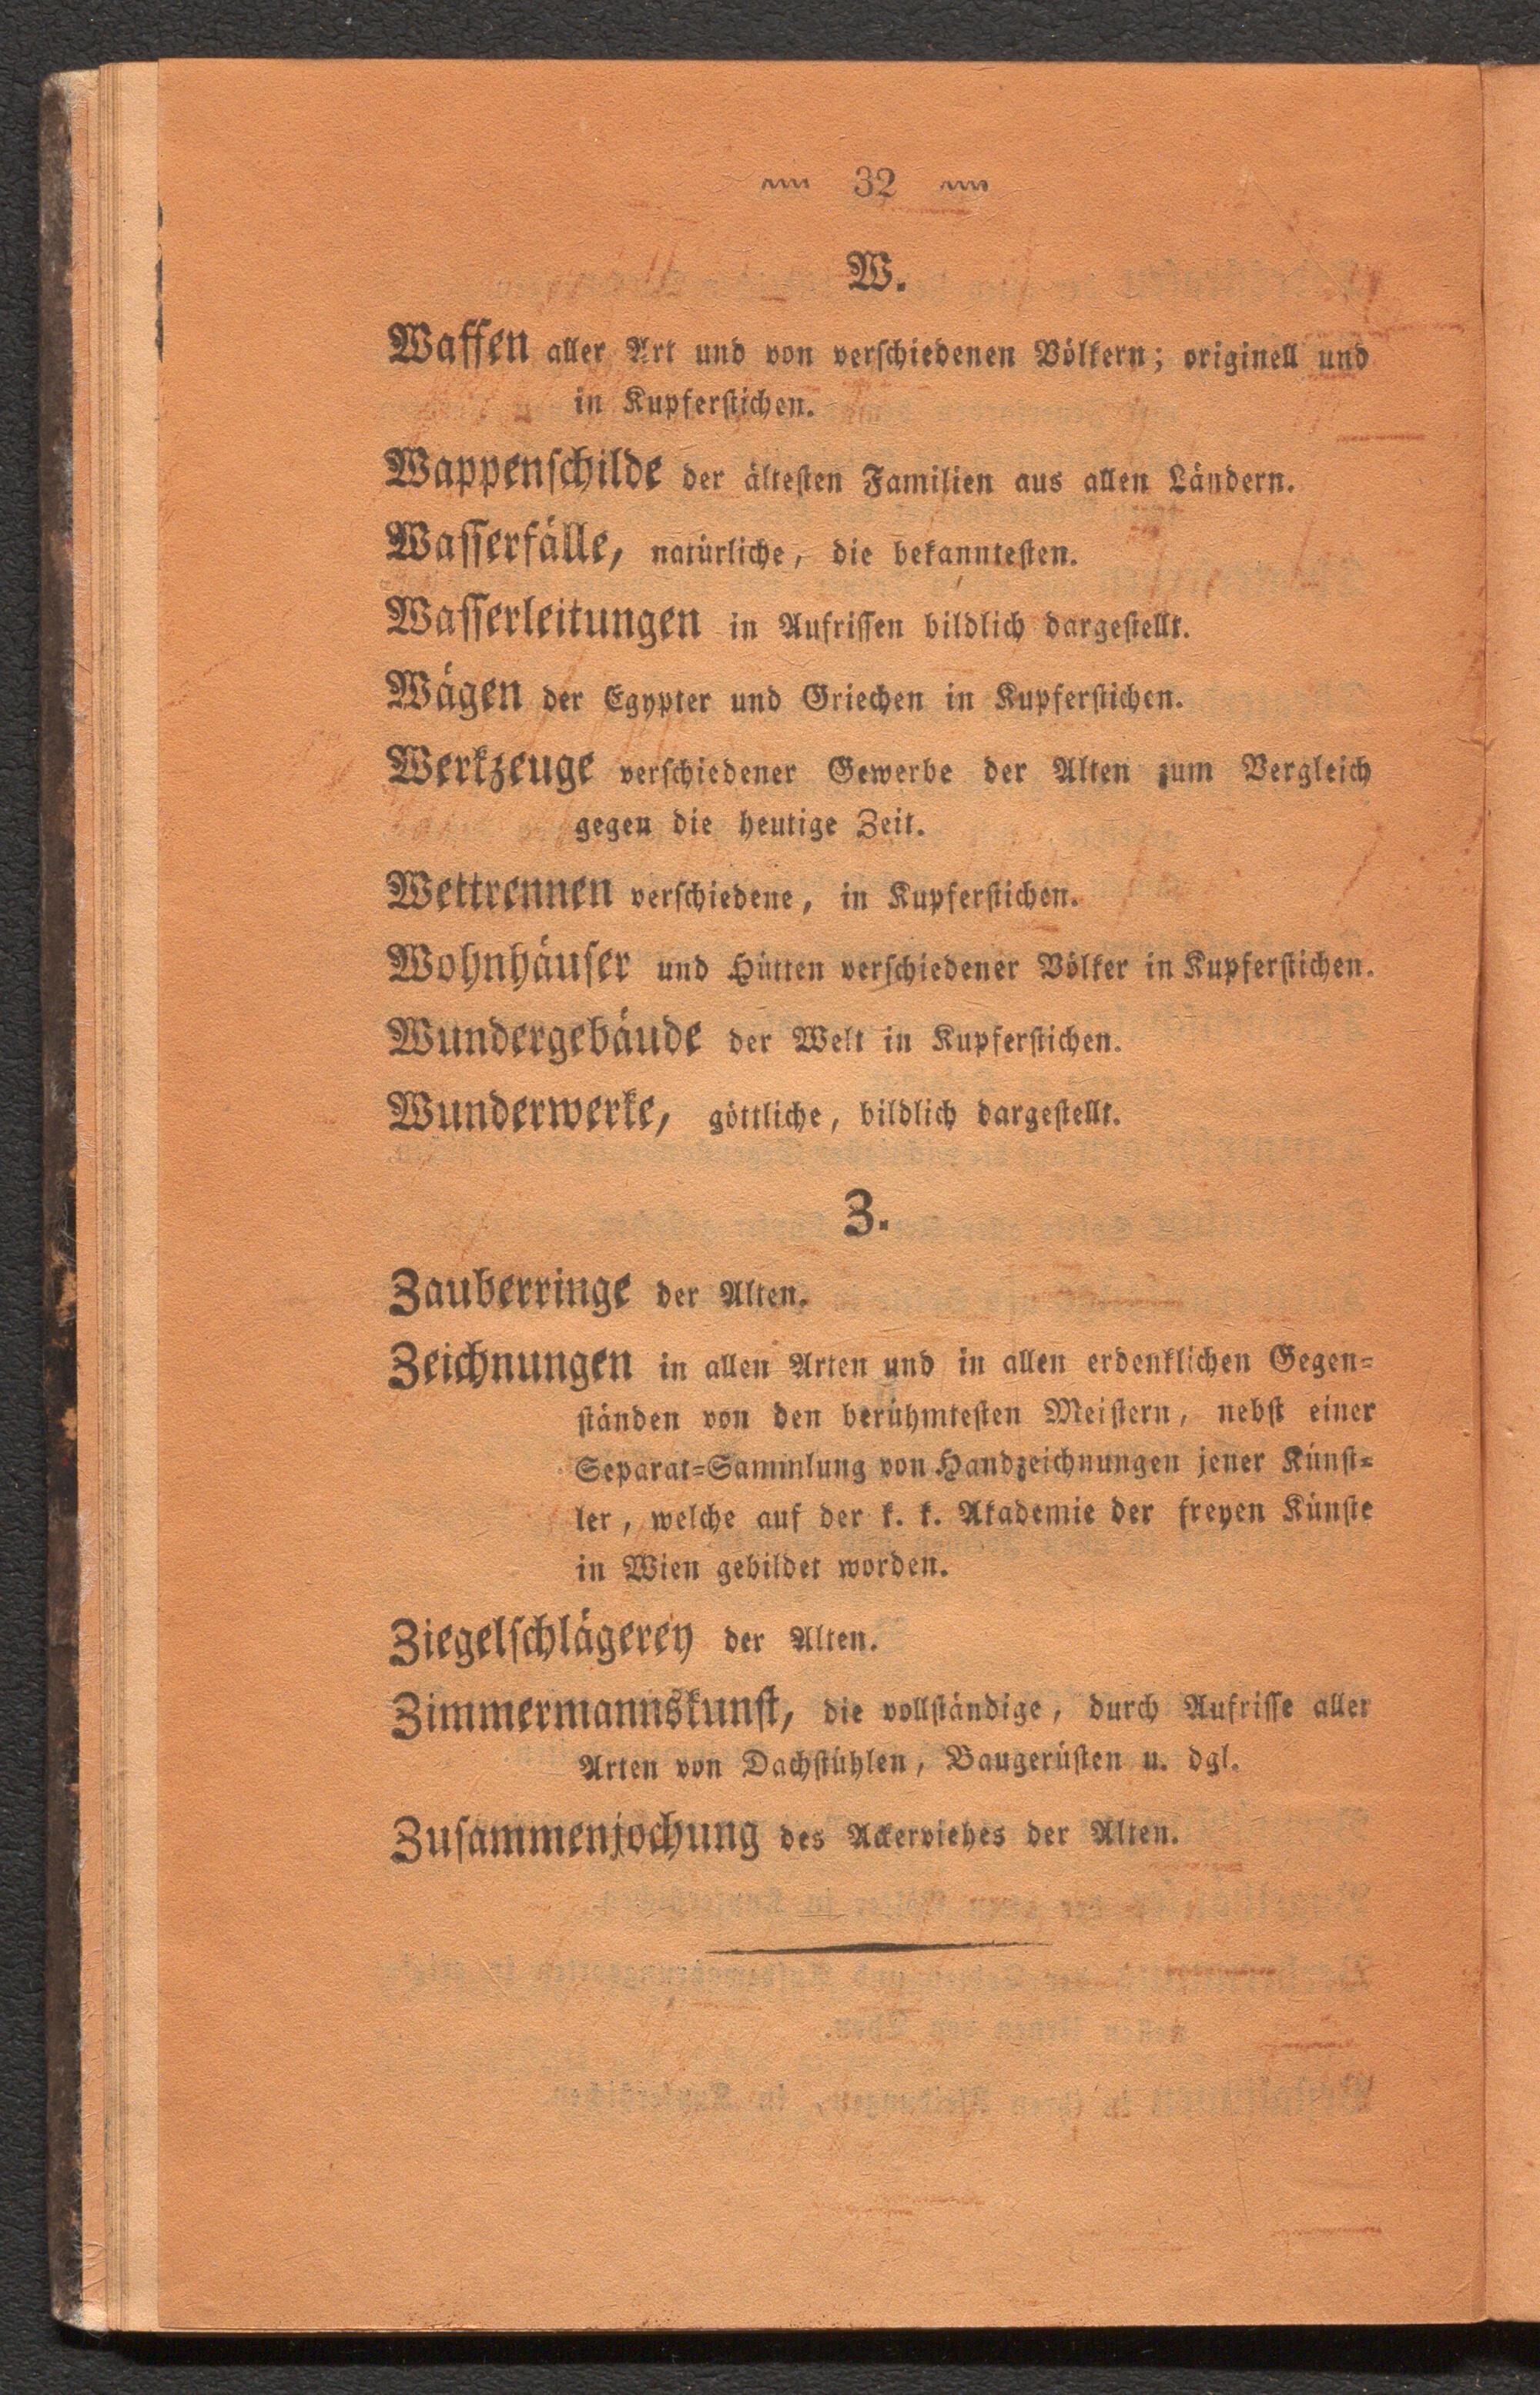 32
W.
Waffen aller Art und von verschiedenen Völkern; originell und
in Kupferstichen.
Wappenschilde der ältesten Familien aus allen Ländern.
Wasserfälle, natürliche, die bekanntesten.
Wasserleitungen in Aufrissen bildlich dargestellt.
Wägen der Egypter und Griechen in Kupferstichen.
Werkzeuge verschiedener Gewerbe der Alten zum Vergleich
gegen die heutige Zeit.
Wettrennen verschiedene, in Kupferstichen.
Wohnhäuser und Hütten verschiedener Völker in Kupferstichen.
Wundergebäude der Welt in Kupferstichen.
Wunderwerke, göttliche, bildlich dargestellt.
Z.
Zauberringe der Alten.
Zeichnungen in allen Arten und in allen erdenklichen Gegen-
ständen von den berühmtesten Meistern, nebst einer
Separat-Sammlung von Handzeichnungen jener Künst-
ler, welche auf der k. k. Akademie der freyen Künste
in Wien gebildet worden.
Ziegelschlägerey der Alten.
Zimmermannskunst, die vollständige, durch Aufrisse aller
Arten von Dachstühlen, Baugerüsten u. dgl.
Zusammenjochung des Ackerviehes der Alten.